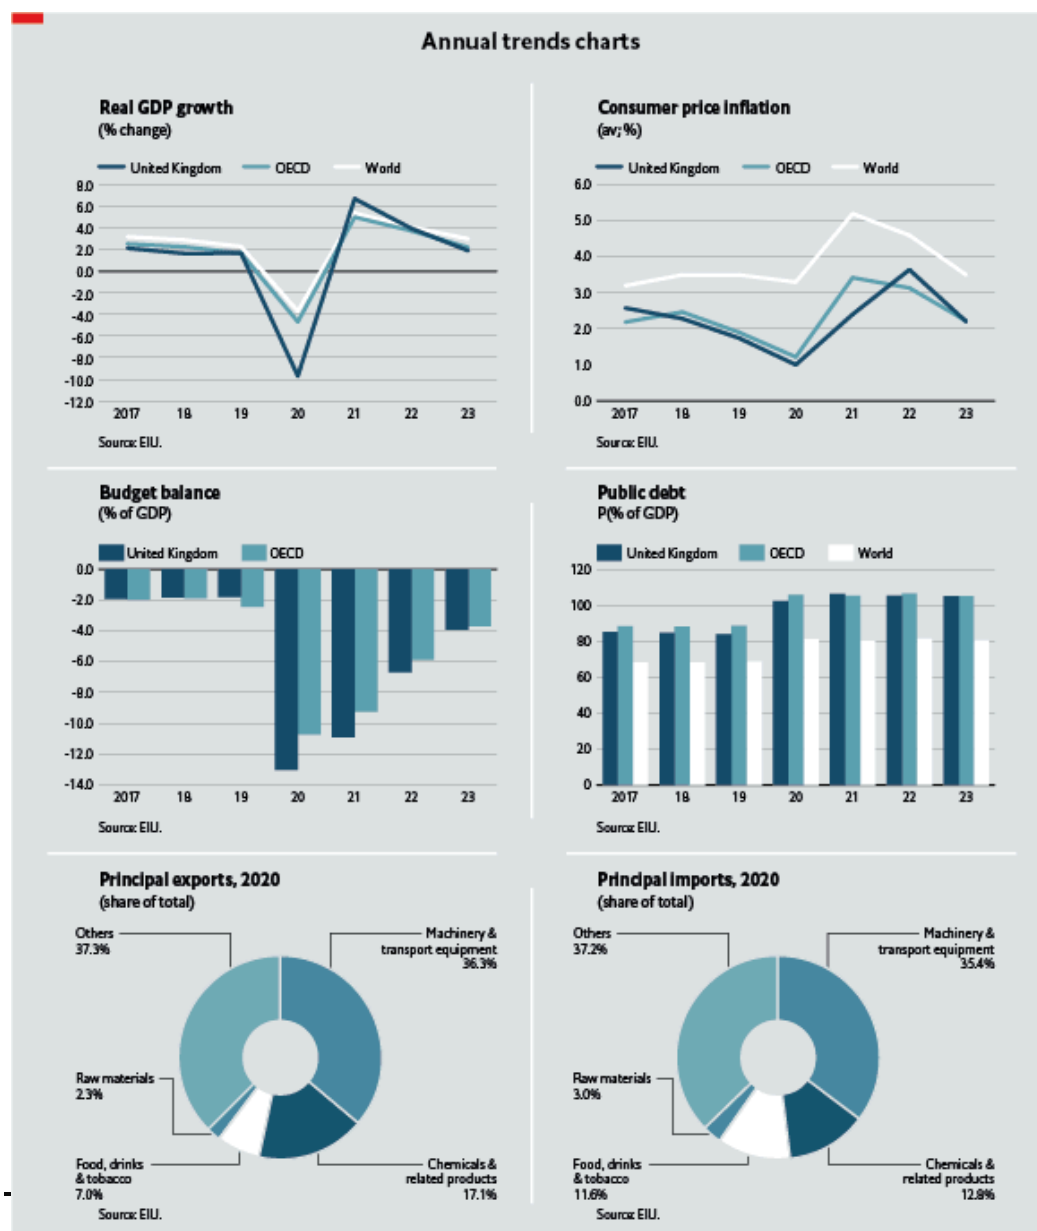 Annual trends charts
Real GDP growth
(% change)
United Kingdom OECD World
8.0
6.0
4.0
2.0
0.0
-2.0
-4.0
-6.0
-8.0
-10.0
-12.0
2017 18 19 20 21 22 23
Source: EIU.
Consumer price inflation
(av; %)
United Kingdom OECD World
6.0
5.0
4.0
3.0
2.0
1.0
0.0
2017 18 19 20 21 22 23
Source: EIU.
Budget balance
(% of GDP)
United Kingdom OECD
0.0
-2.0
-4.0
-6.0
-8.0
-10.0
-12.0
-14.0
2017 18 19 20 21 22 23
Source: EIU.
Public debt
P(% of GDP)
United Kingdom OECD World
120
100
80
60
40
20
0
2017 18 19 20 21 22 23
Source: EIU.
Principal exports, 2020
(share of total)
Others
37.3%
Machinery &
transport equipment
36.3%
Raw materials
2.3%
Food, drinks
& tobacco
7.0%
Chemicals &
related products
17.1%
Source: EIU.
Principal imports, 2020
(share of total)
Others
37.2%
Machinery &
transport equipment
35.4%
Raw materials
3.0%
Food, drinks
& tobacco
11.6%
Chemicals &
related products
12.8%
Source: EIU.